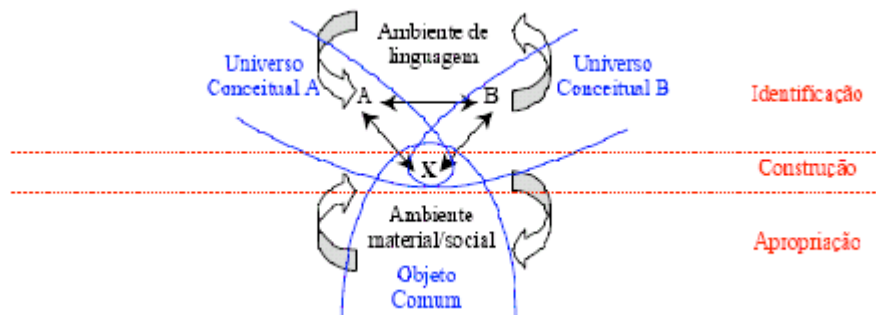 Ambiente de
linguagem
Universo
Conceitual A
Universo
Conceitual B
A
B
Identificação
X
Construção
Ambiente
material/social
Apropriação
Objeto
Comum